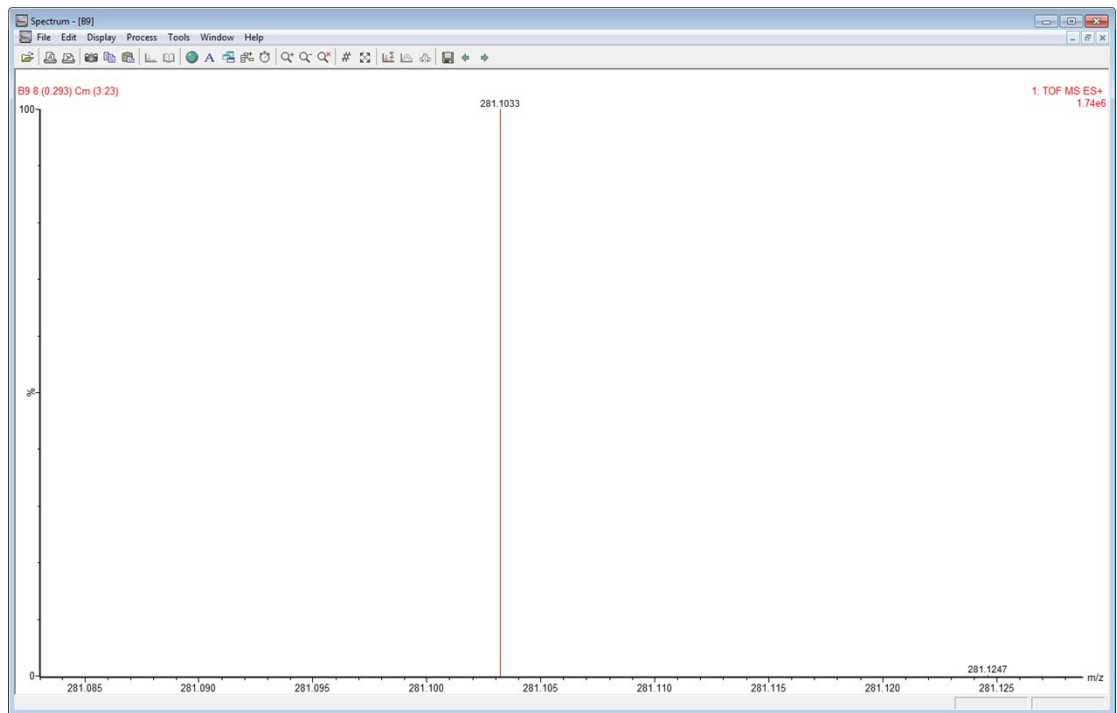 Spectrum - [B9]
File Edit Display Process Tools Window Help
B9 8 (0.293) Cm (3:23)
1: TOF MS ES+
1.74e6
281.1033
100
%
0
281.1247
281.085 281.090 281.095 281.100 281.105 281.110 281.115 281.120 281.125
m/z